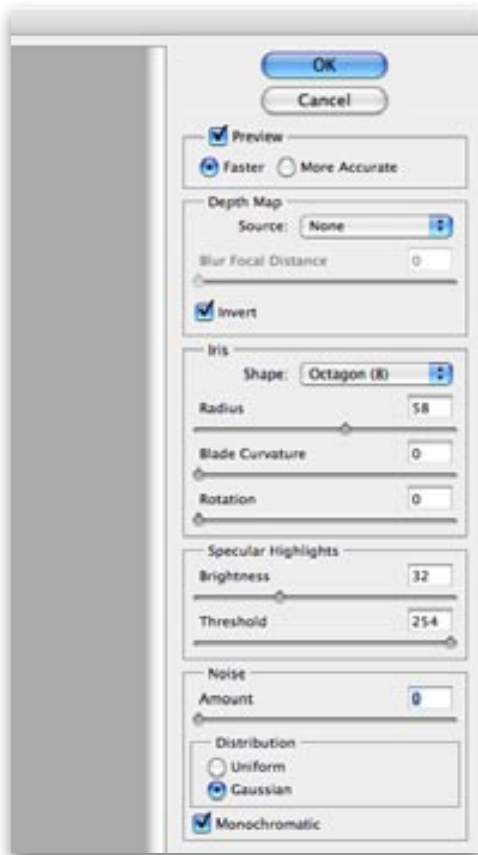 OK
Cancel
Preview
Faster More Accurate
Depth Map
Source: None
Blur Focal Distance 0
Invert
Iris
Shape: Octagon (8)
Radius 58
Blade Curvature 0
Rotation 0
Specular Highlights
Brightness 32
Threshold 254
Noise
Amount 0
Distribution
Uniform
Gaussian
Monochromatic